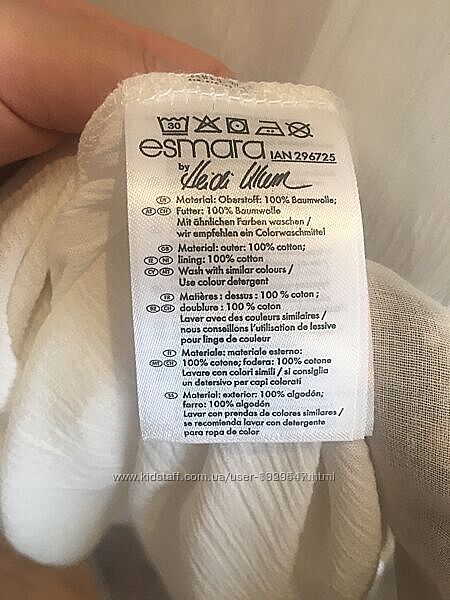 30
esmara IAN 296725
by Heidi Klum
DE Material: Oberstoff: 100% Baumwolle;
AT CH Futter: 100% Baumwolle
Mit ähnlichen Farben waschen /
wir empfehlen ein Colorwaschmittel
GB Material: outer: 100% cotton;
IE NI lining: 100% cotton
CY MT Wash with similar colours /
Use colour detergent
FR Matières : dessus : 100 % coton ;
BE CH doublure : 100 % coton
Laver avec des couleurs similaires /
nous conseillons l'utilisation de lessive
pour linge de couleur
IT Materiale: materiale esterno:
MT CH 100% cotone; fodera: 100% cotone
Lavare con colori simili / si consiglia
un detersivo per capi colorati
ES Material: exterior: 100% algodón;
forro: 100% algodón
Lavar con prendas de colores similares /
se recomienda lavar con detergente
para ropa de color
www.kidstaff.com.ua/user-3929547.html